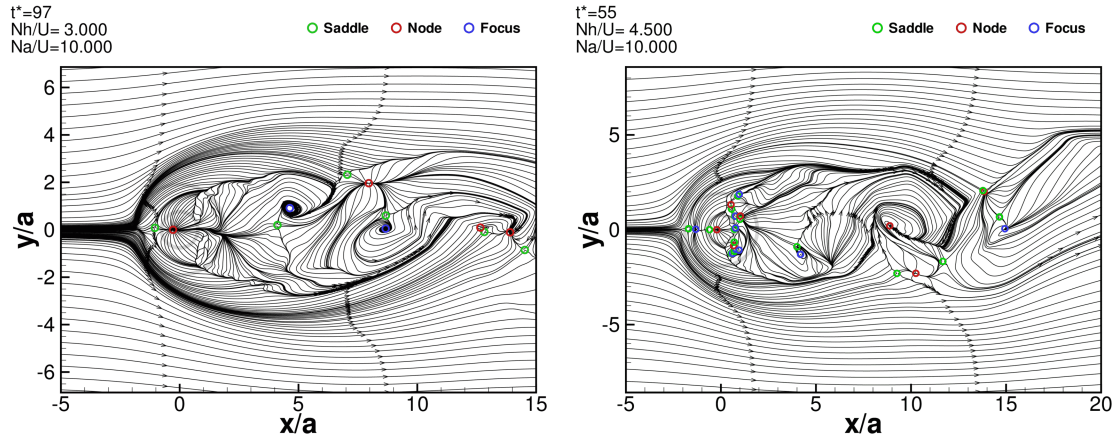 t*=97
Nh/U= 3.000
Na/U=10.000
Saddle Node Focus
y/a
6
4
2
0
-2
-4
-6
-5 0 5 10 15
x/a
t*=55
Nh/U= 4.500
Na/U=10.000
Saddle Node Focus
y/a
5
0
-5
-5 0 5 10 15 20
x/a